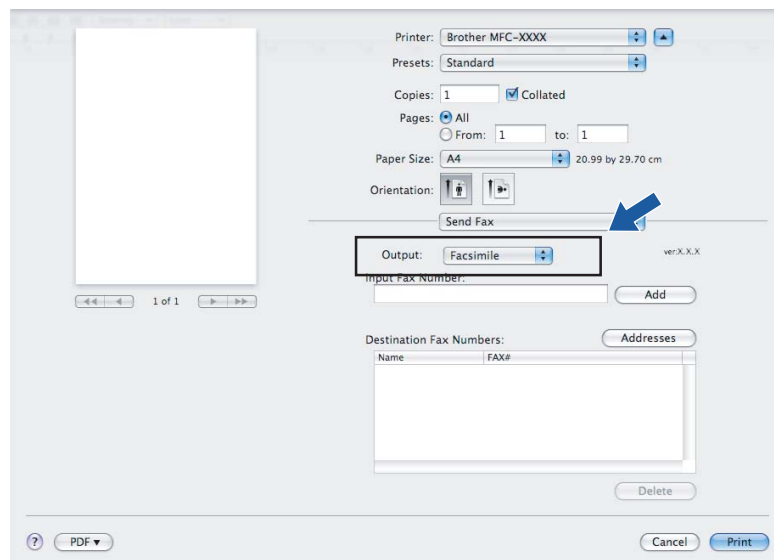 Printer: Brother MFC-XXXX
Presets: Standard
Copies: 1 Collated
Pages: All
From: 1 to: 1
Paper Size: A4 20.99 by 29.70 cm
Orientation:
Send Fax
Output: Facsimile ver:X.X.X
Input Fax Number:
Add
1 of 1
Destination Fax Numbers: Addresses
Name FAX#
Delete
? PDF Cancel Print